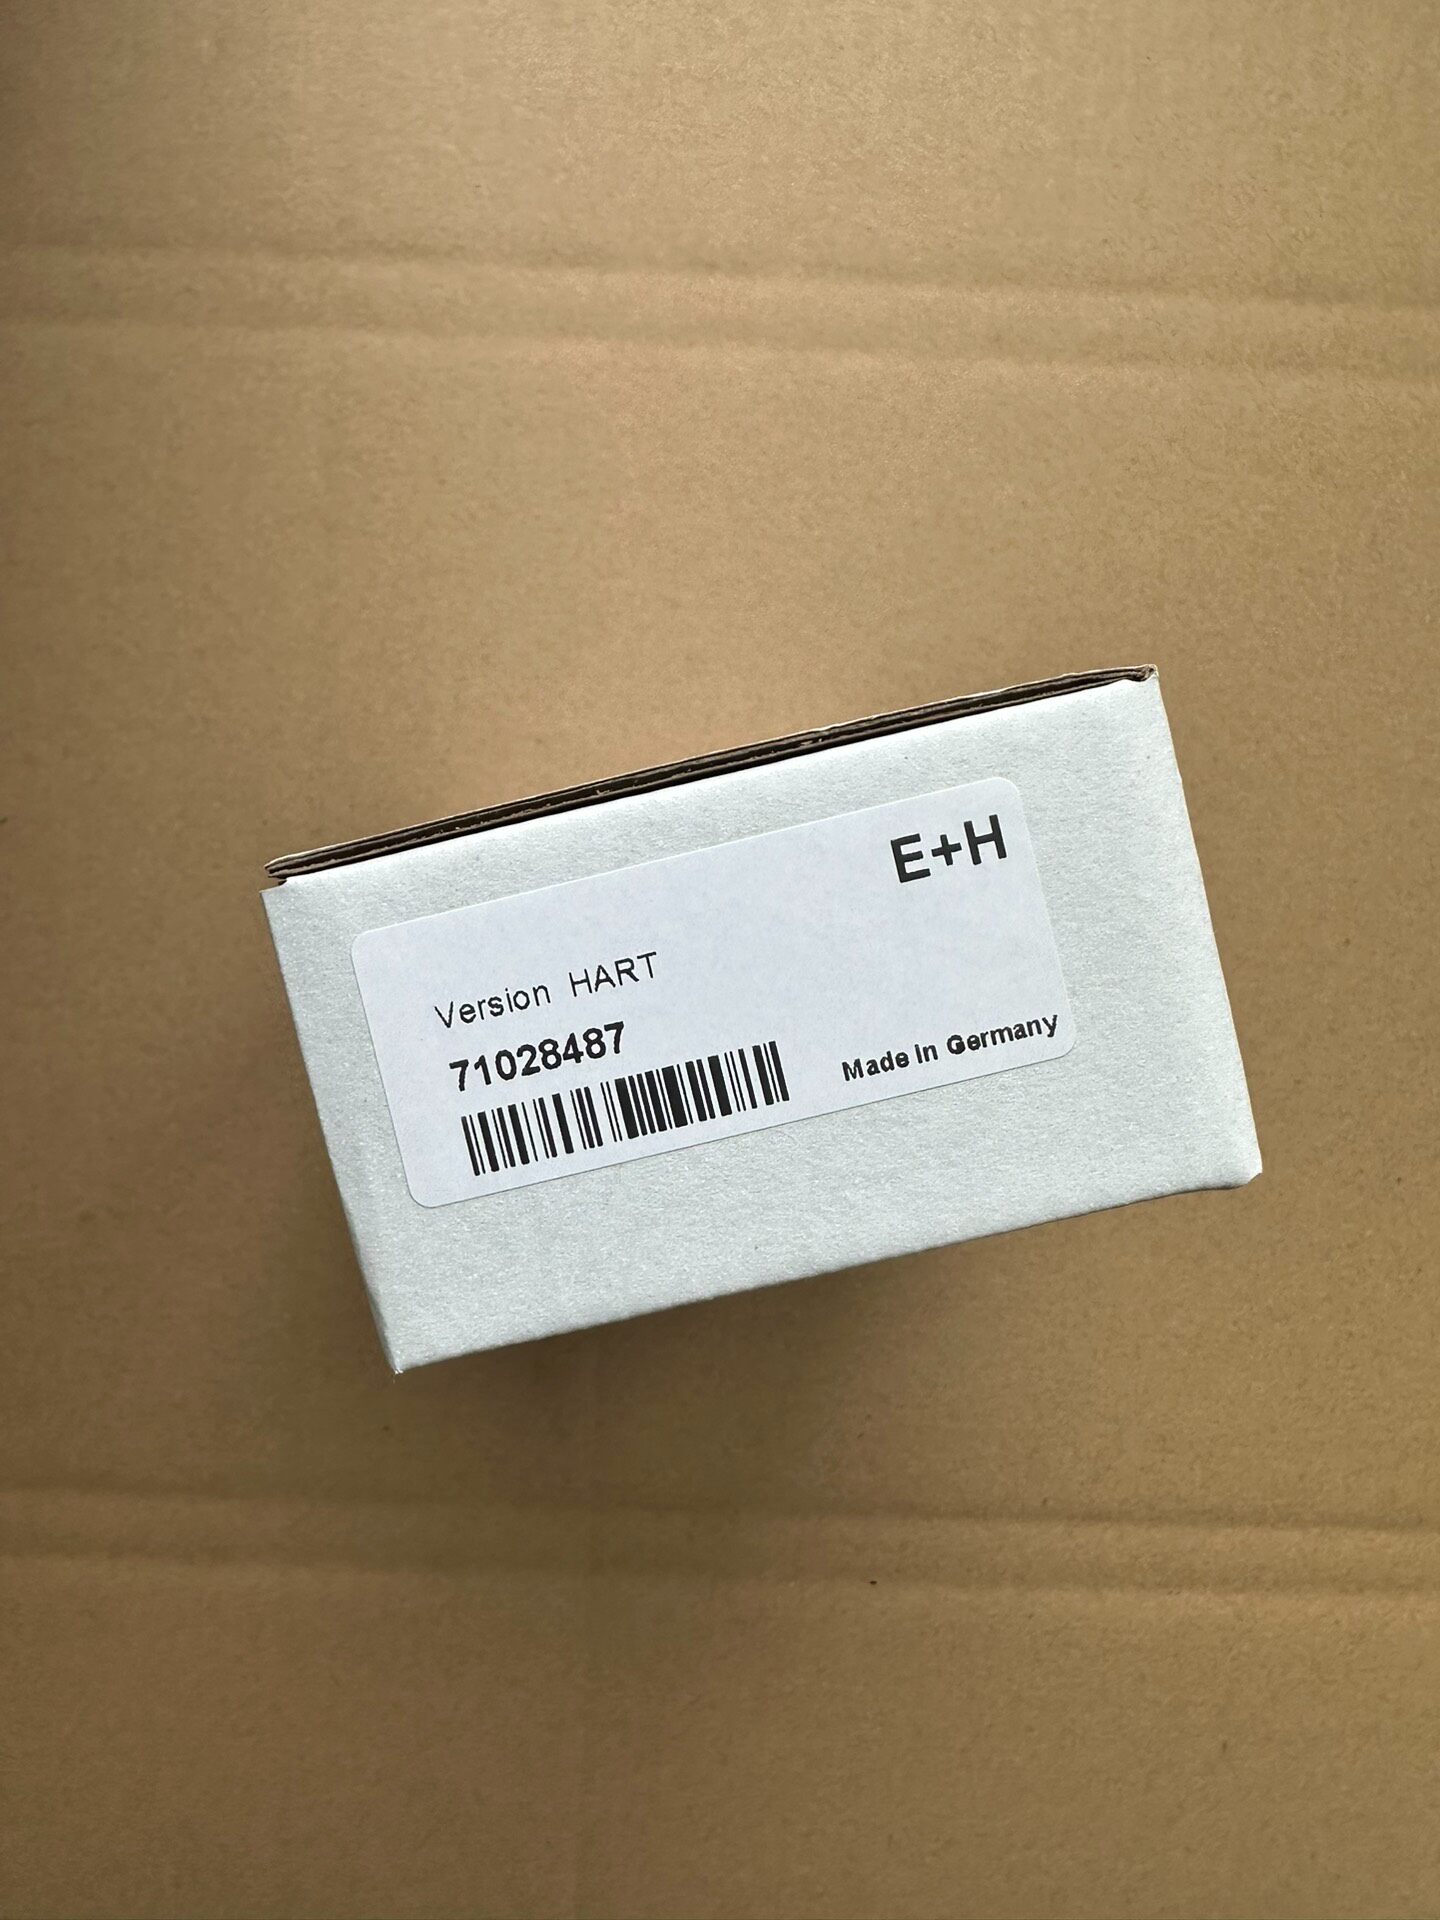 E+H
Version HART
71028487
Made in Germany